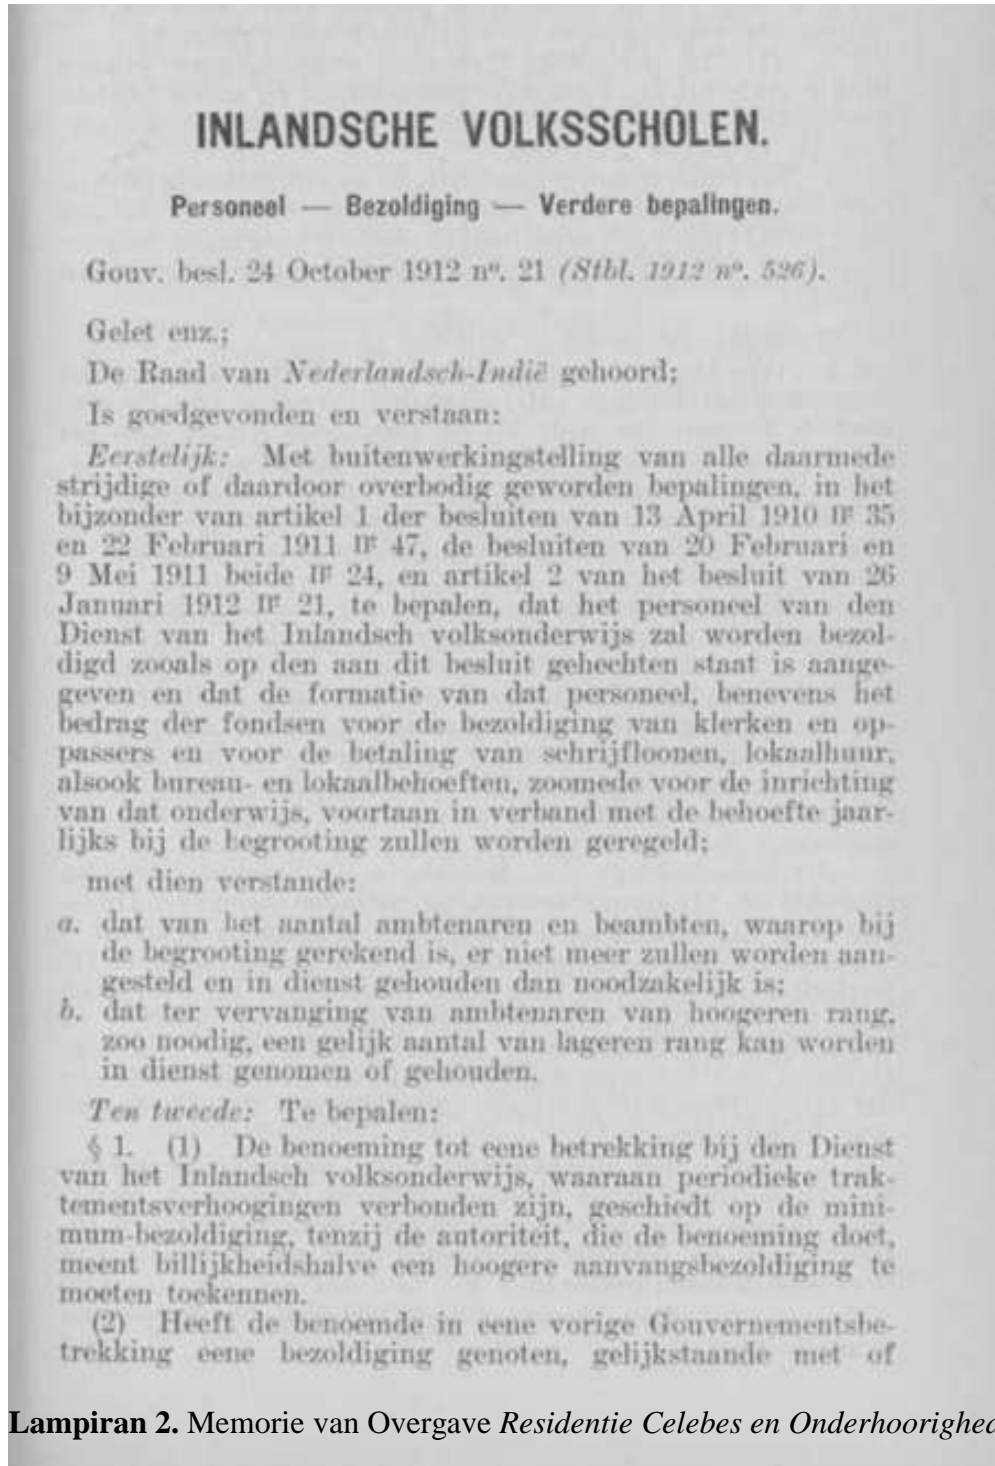 INLANDSCHE VOLKSSCHOLEN.
Personeel — Bezoldiging — Verdere bepalingen.
Gouv. besl. 24 October 1912 nº. 21 (Stbl. 1912 nº. 526).
Gelet enz.;
De Raad van Nederlandsch-Indië gehoord;
Is goedgevonden en verstaan:
Eerstelijk: Met buitenwerkingstelling van alle daarmede
strijdige of daardoor overbodig geworden bepalingen, in het
bijzonder van artikel 1 der besluiten van 13 April 1910 nr 35
en 22 Februari 1911 nr 47, de besluiten van 20 Februari en
9 Mei 1911 beide nr 24, en artikel 2 van het besluit van 26
Januari 1912 nr 21, te bepalen, dat het personeel van den
Dienst van het Inlandsch volksonderwijs zal worden bezol-
digd zooals op den aan dit besluit gehechten staat is aange-
geven en dat de formatie van dat personeel, benevens het
bedrag der fondsen voor de bezoldiging van klerken en op-
passers en voor de betaling van schrijfloonen, lokaalhuur,
alsook bureau- en lokaalbehoeften, zoomede voor de inrichting
van dat onderwijs, voortaan in verband met de behoefte jaar-
lijks bij de begrooting zullen worden geregeld;
met dien verstande:
a. dat van het aantal ambtenaren en beambten, waarop bij
de begrooting gerekend is, er niet meer zullen worden aan-
gesteld en in dienst gehouden dan noodzakelijk is;
b. dat ter vervanging van ambtenaren van hoogeren rang,
zoo noodig, een gelijk aantal van lageren rang kan worden
in dienst genomen of gehouden.
Ten tweede: Te bepalen:
§ 1. (1) De benoeming tot eene betrekking bij den Dienst
van het Inlandsch volksonderwijs, waaraan periodieke trak-
tementsverhoogingen verbonden zijn, geschiedt op de mini-
mum-bezoldiging, tenzij de autoriteit, die de benoeming doet,
meent billijkheidshalve een hoogere aanvangsbezoldiging te
moeten toekennen.
(2) Heeft de benoemde in eene vorige Gouvernementsbe-
trekking eene bezoldiging genoten, gelijkstaande met of
Lampiran 2. Memorie van Overgave Residentie Celebes en Onderhoorighed